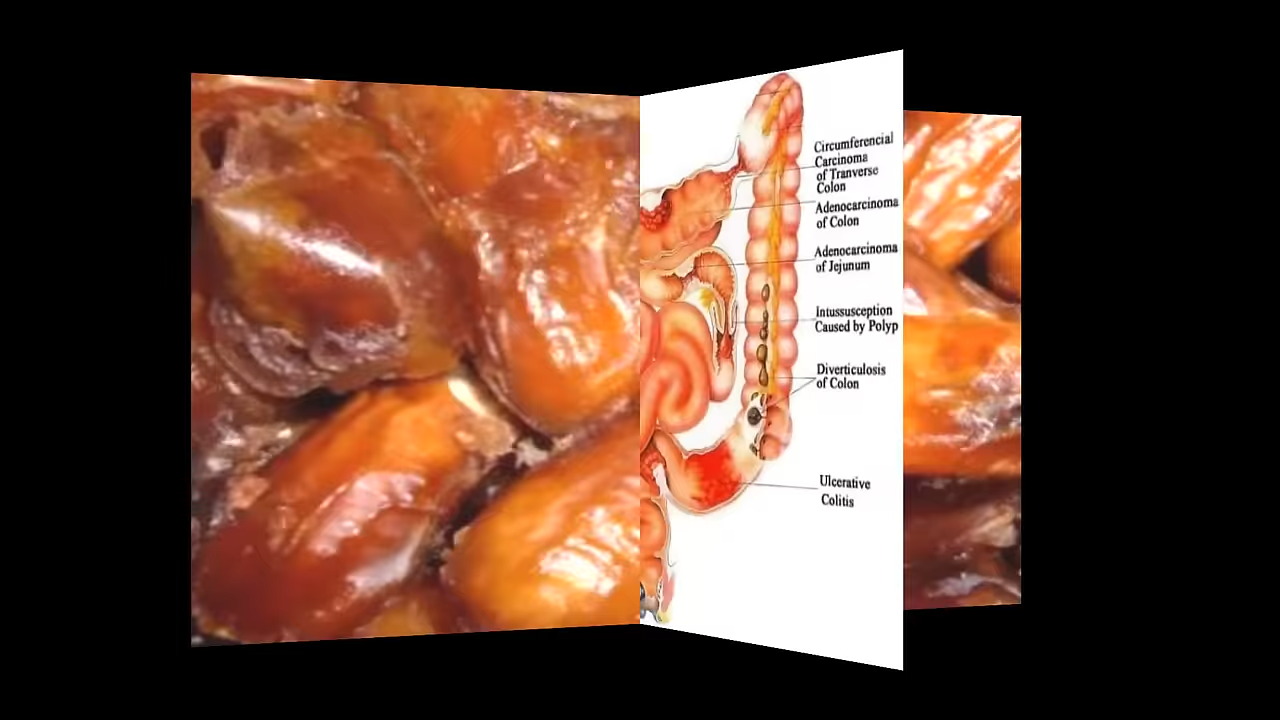 Circumferencial
Carcinoma
of Tranverse
Colon
Adenocarcinoma
of Colon
Adenocarcinoma
of Jejunum
Intussusception
Caused by Polyp
Diverticulosis
of Colon
Ulcerative
Colitis